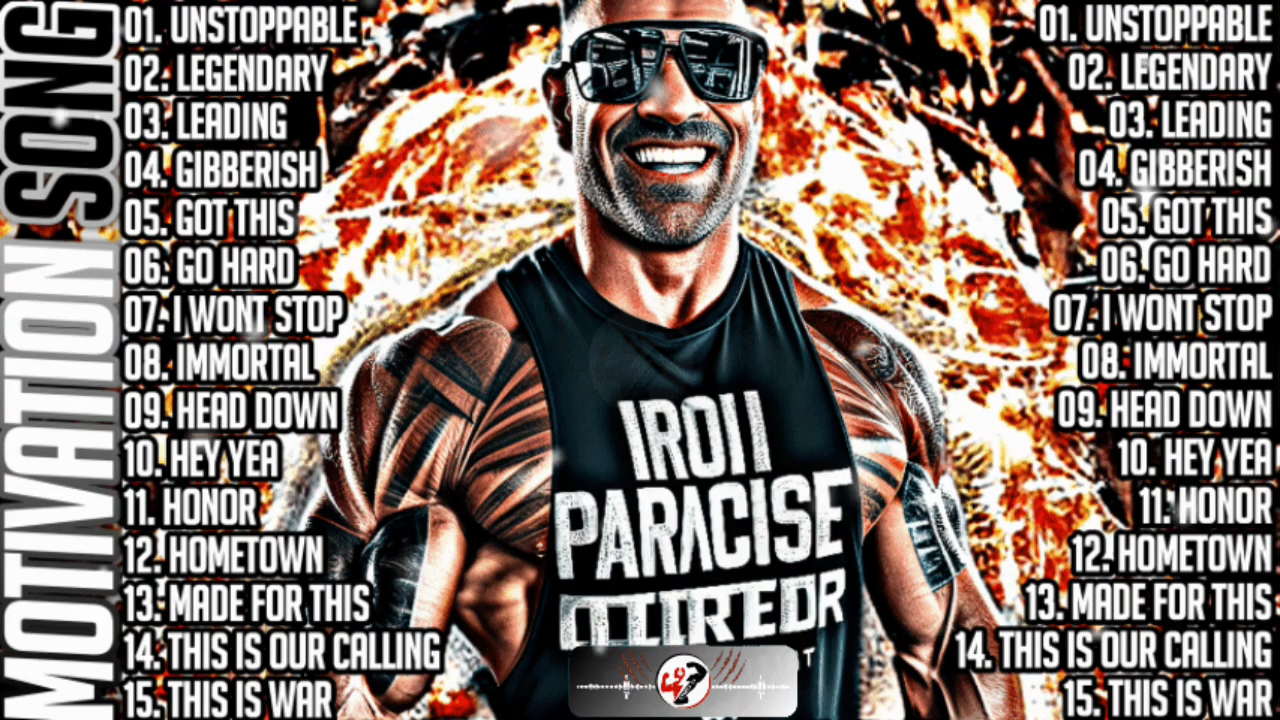 MOTIVATION SONG
01. UNSTOPPABLE
02. LEGENDARY
03. LEADING
04. GIBBERISH
05. GOT THIS
06. GO HARD
07. I WONT STOP
08. IMMORTAL
09. HEAD DOWN
10. HEY YEA
11. HONOR
12. HOMETOWN
13. MADE FOR THIS
14. THIS IS OUR CALLING
15. THIS IS WAR
IROII
PARACISE
01. UNSTOPPABLE
02. LEGENDARY
03. LEADING
04. GIBBERISH
05. GOT THIS
06. GO HARD
07. I WONT STOP
08. IMMORTAL
09. HEAD DOWN
10. HEY YEA
11. HONOR
12. HOMETOWN
13. MADE FOR THIS
14. THIS IS OUR CALLING
15. THIS IS WAR